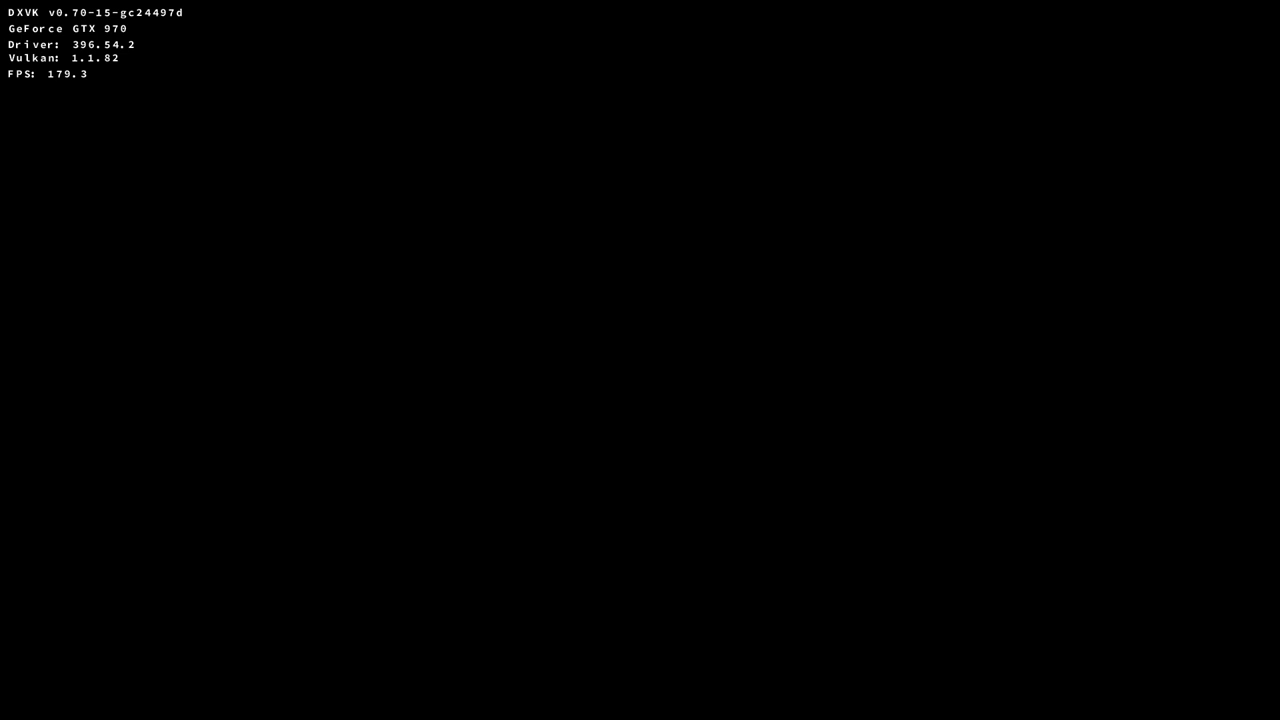 DXVK v0.70-15-gc24497d
GeForce GTX 970
Driver: 396.54.2
Vulkan: 1.1.82
FPS: 179.3